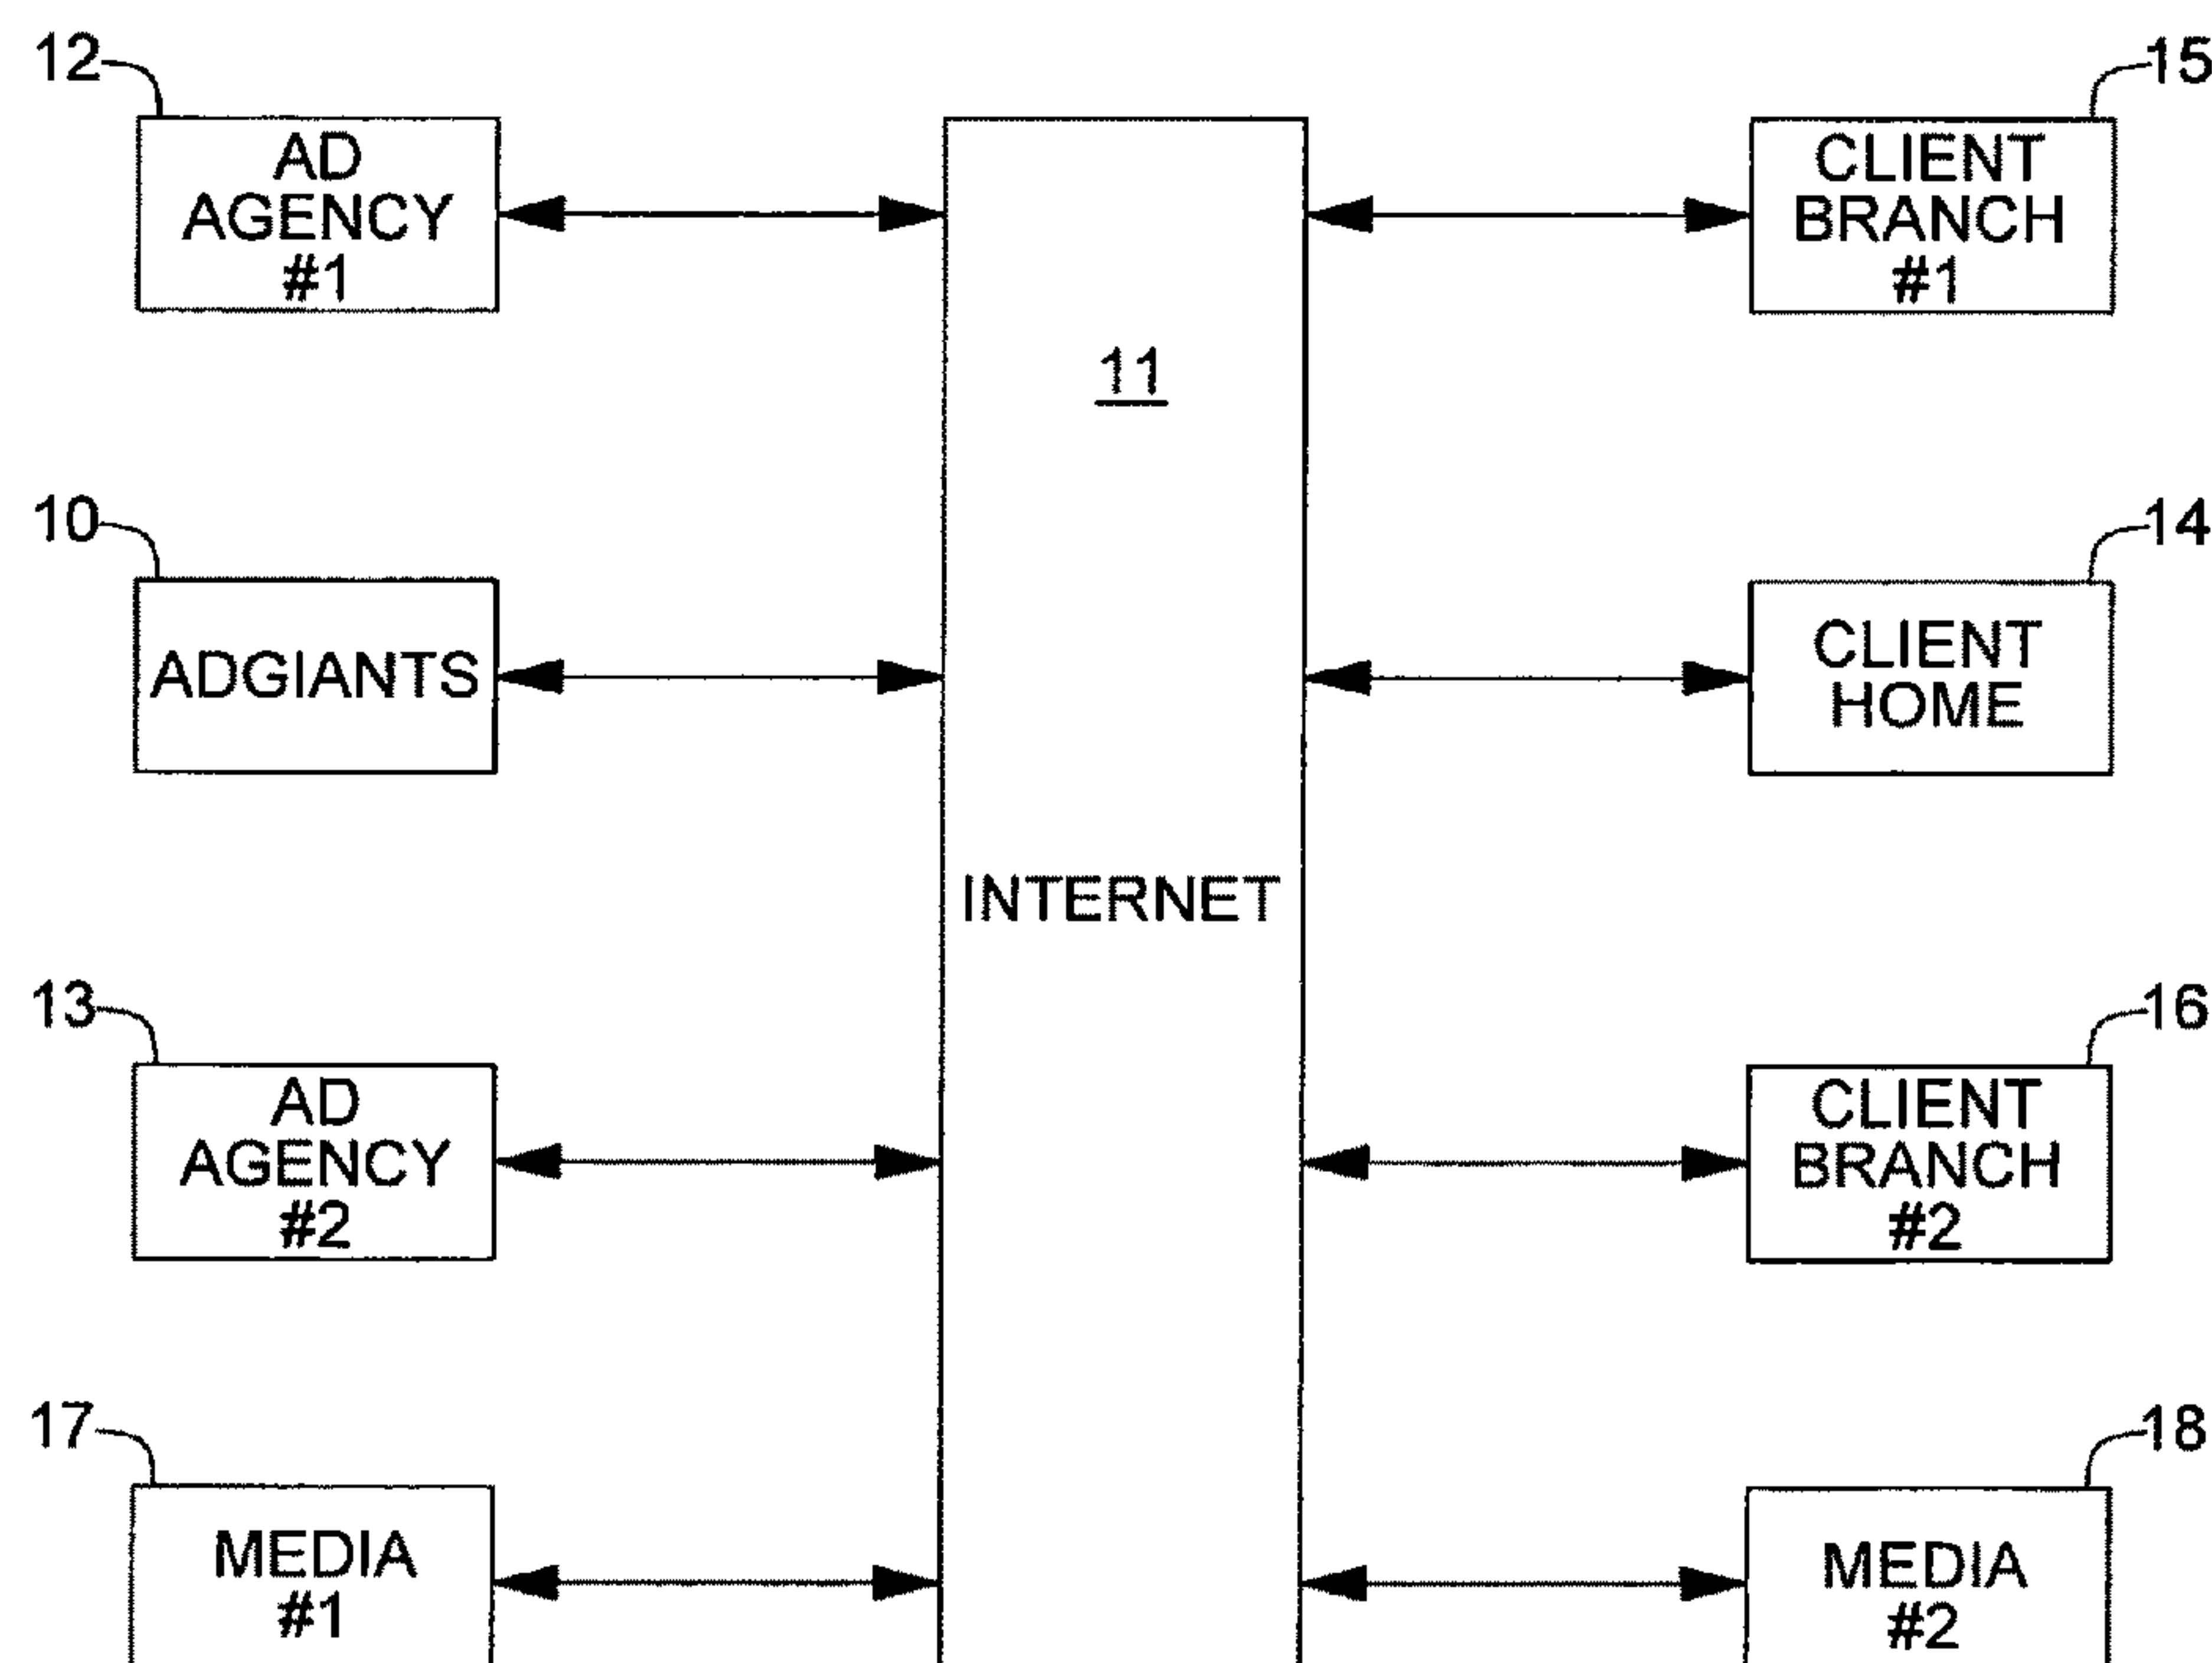 12
AD
AGENCY
#1
15
CLIENT
BRANCH
#1
11
10
ADGIANTS
14
CLIENT
HOME
INTERNET
13
AD
AGENCY
#2
16
CLIENT
BRANCH
#2
17
MEDIA
#1
18
MEDIA
#2